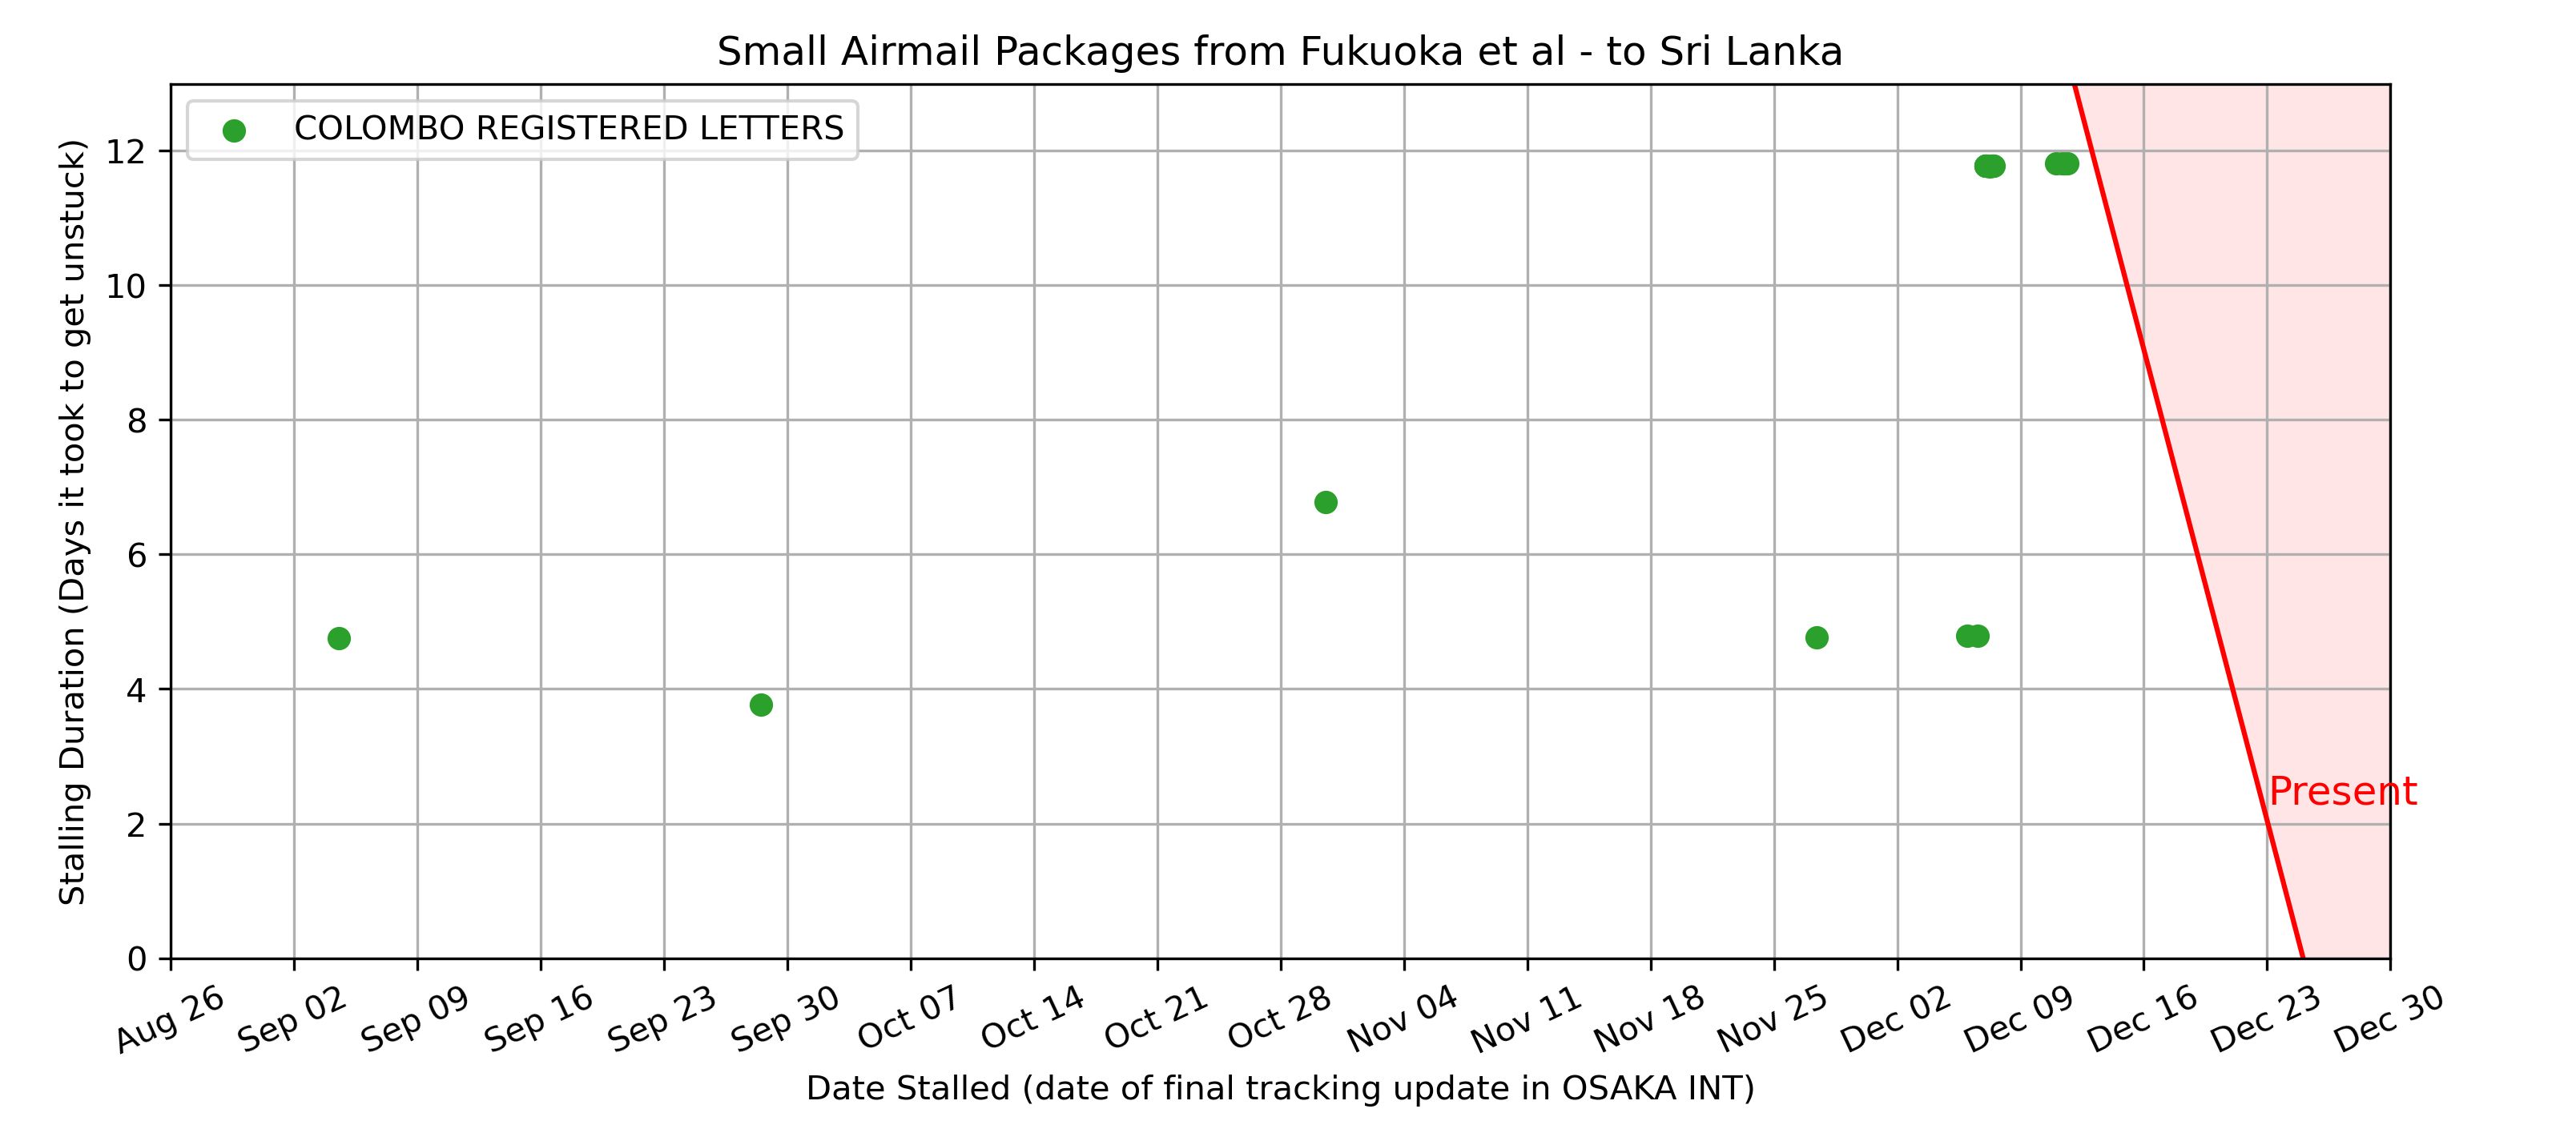 Small Airmail Packages from Fukuoka et al - to Sri Lanka
COLOMBO REGISTERED LETTERS
Stalling Duration (Days it took to get unstuck)
12
10
8
6
4
2
0
Present
Aug 26
Sep 02
Sep 09
Sep 16
Sep 23
Sep 30
Oct 07
Oct 14
Oct 21
Oct 28
Nov 04
Nov 11
Nov 18
Nov 25
Dec 02
Dec 09
Dec 16
Dec 23
Dec 30
Date Stalled (date of final tracking update in OSAKA INT)